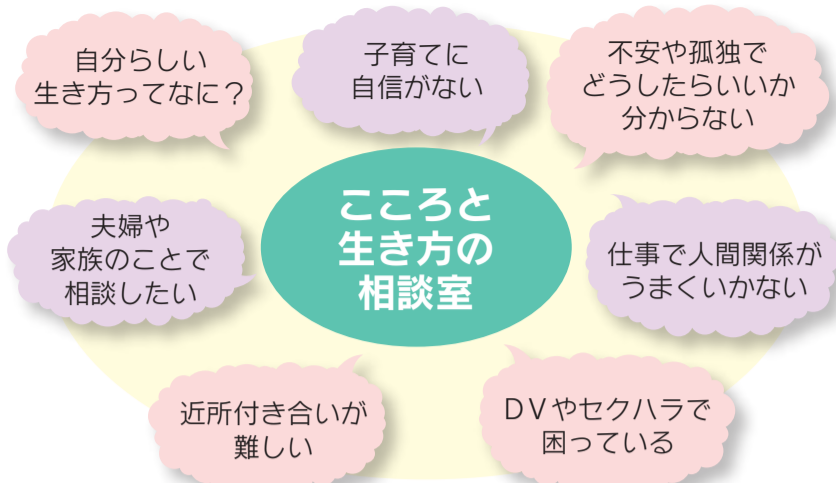 自分らしい
生き方ってなに？
子育てに
自信がない
不安や孤独で
どうしたらいいか
分からない
こころと
生き方の
相談室
夫婦や
家族のことで
相談したい
仕事で人間関係が
うまくいかない
近所付き合いが
難しい
ＤＶやセクハラで
困っている